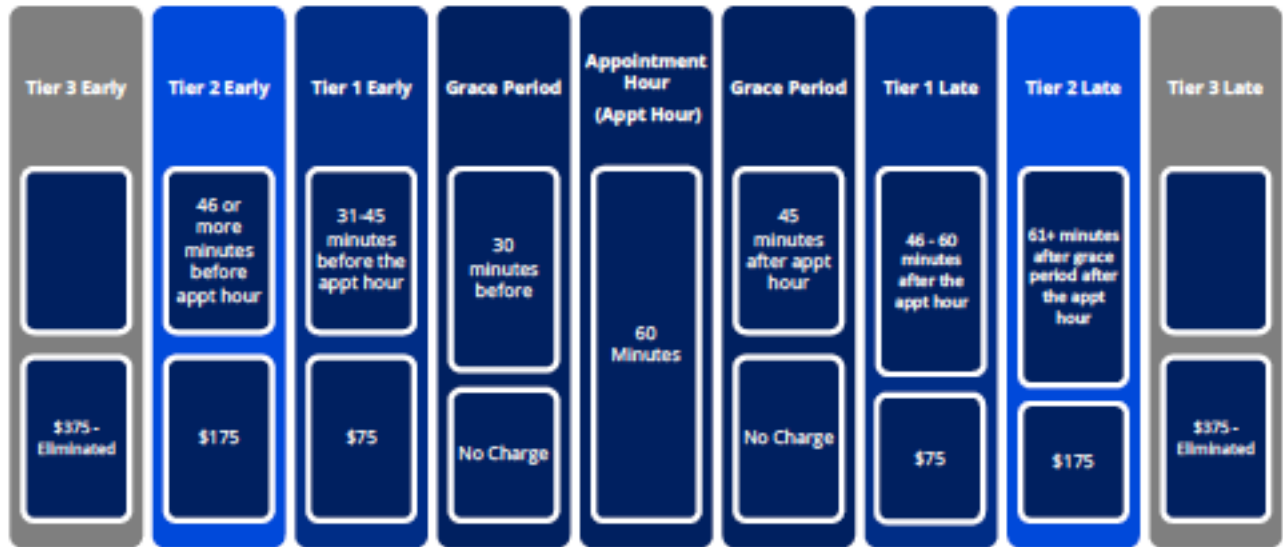 Tier 3 Early
Tier 2 Early
Tier 1 Early
Grace Period
Appointment
Hour
(Appt Hour)
Grace Period
Tier 1 Late
Tier 2 Late
Tier 3 Late
46 or
more
minutes
before
appt hour
31-45
minutes
before the
appt hour
30
minutes
before
60
Minutes
45
minutes
after appt
hour
46 - 60
minutes
after the
appt hour
61+ minutes
after grace
period after
the appt
hour
$375 -
Eliminated
$175
$75
No Charge
No Charge
$75
$175
$375 -
Eliminated